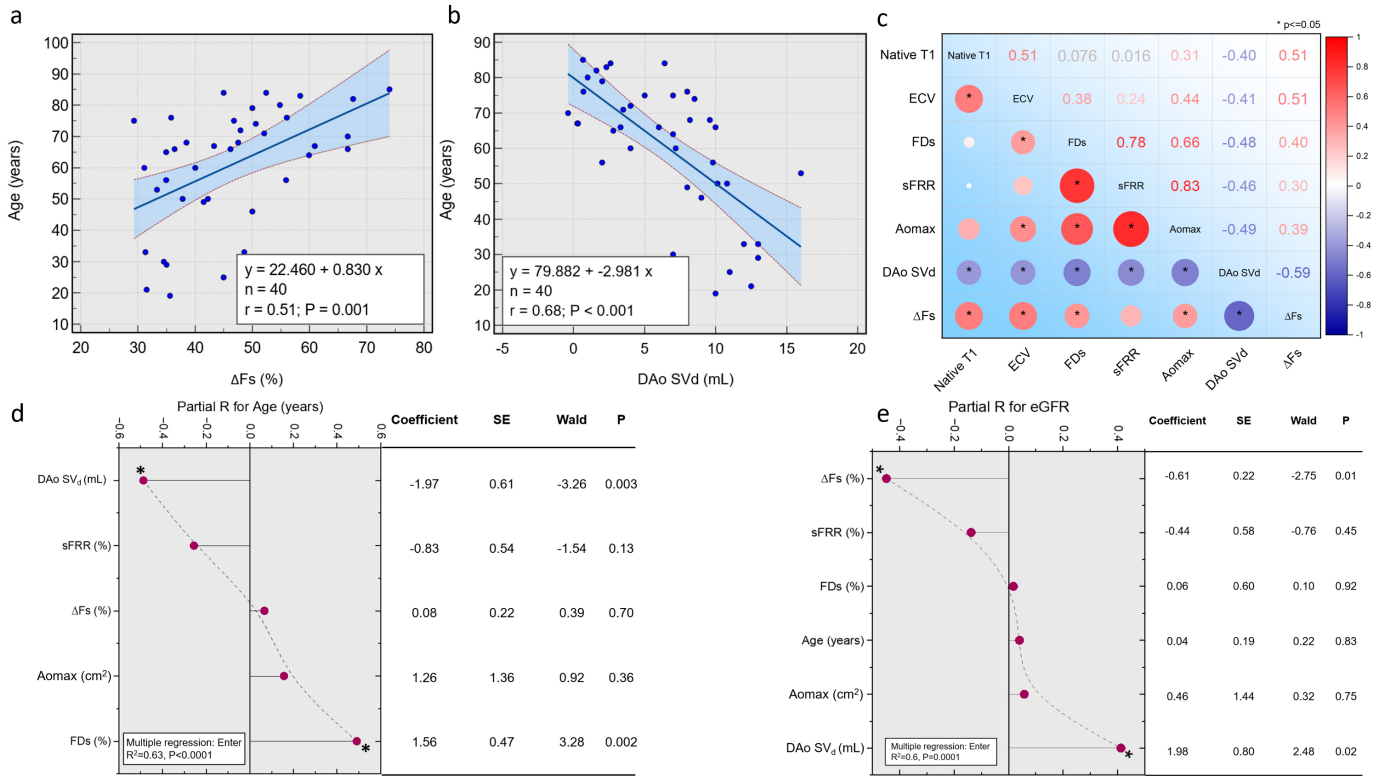 a
100
90
80
70
60
50
40
30
20
10
20 30 40 50 60 70 80
Age (years)
ΔFs (%)
y = 22.460 + 0.830 x
n = 40
r = 0.51; P = 0.001
b
90
80
70
60
50
40
30
20
10
-5 0 5 10 15 20
Age (years)
DAo SVd (mL)
y = 79.882 + -2.981 x
n = 40
r = 0.68; P < 0.001
c
* p<=0.05
Native T1 Native T1 0.51 0.076 0.016 0.31 -0.40 0.51
ECV * ECV 0.38 0.24 0.44 -0.41 0.51
FDs * FDs 0.78 0.66 -0.48 0.40
sFRR * sFRR 0.83 -0.46 0.30
Aomax * * * Aomax -0.49 0.39
DAo SVd * * * * * DAo SVd -0.59
ΔFs * * * * * ΔFs
Native T1 ECV FDs sFRR Aomax DAo SVd ΔFs
1
0.8
0.6
0.4
0.2
0
-0.2
-0.4
-0.6
-0.8
-1
d
Partial R for Age (years)
-0.6 -0.4 -0.2 0.0 0.2 0.4 0.6
Coefficient SE Wald P
DAo SVd (mL) * -1.97 0.61 -3.26 0.003
sFRR (%) -0.83 0.54 -1.54 0.13
ΔFs (%) 0.08 0.22 0.39 0.70
Aomax (cm²) 1.26 1.36 0.92 0.36
FDs (%) * 1.56 0.47 3.28 0.002
Multiple regression: Enter
R²=0.63, P<0.0001
e
Partial R for eGFR
-0.4 -0.2 0.0 0.2 0.4
Coefficient SE Wald P
ΔFs (%) * -0.61 0.22 -2.75 0.01
sFRR (%) -0.44 0.58 -0.76 0.45
FDs (%) 0.06 0.60 0.10 0.92
Age (years) 0.04 0.19 0.22 0.83
Aomax (cm²) 0.46 1.44 0.32 0.75
DAo SVd (mL) * 1.98 0.80 2.48 0.02
Multiple regression: Enter
R²=0.6, P=0.0001